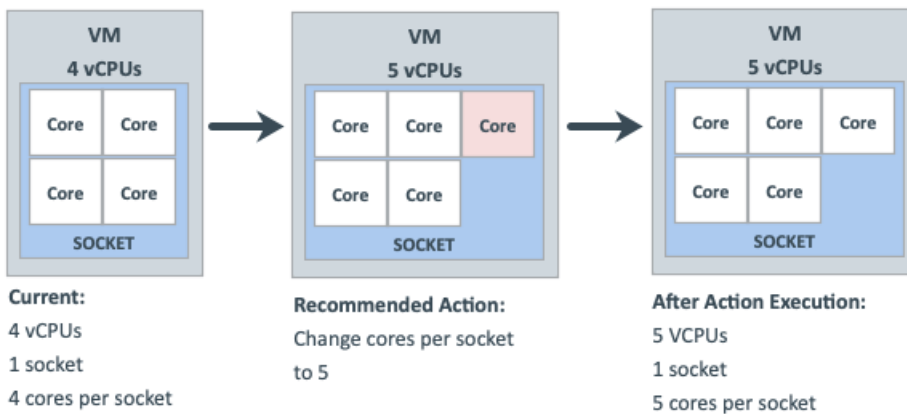 VM
4 vCPUs
Core Core
Core Core
SOCKET
Current:
4 vCPUs
1 socket
4 cores per socket
VM
5 vCPUs
Core Core Core
Core Core
SOCKET
Recommended Action:
Change cores per socket
to 5
VM
5 vCPUs
Core Core Core
Core Core
SOCKET
After Action Execution:
5 VCPUs
1 socket
5 cores per socket